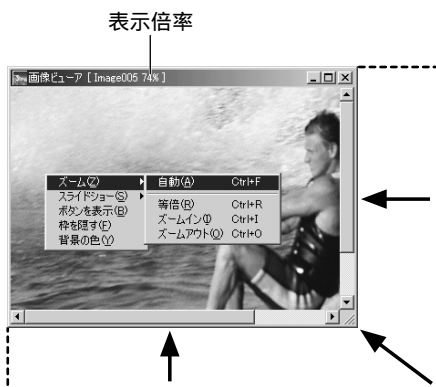 表示倍率
画像ビューア [ Image005 74% ]
ズーム(Z)
スライドショー(S)
ボタンを表示(B)
枠を隠す(F)
背景の色(Y)
自動(A) Ctrl+F
等倍(R) Ctrl+R
ズームイン(I) Ctrl+I
ズームアウト(O) Ctrl+O